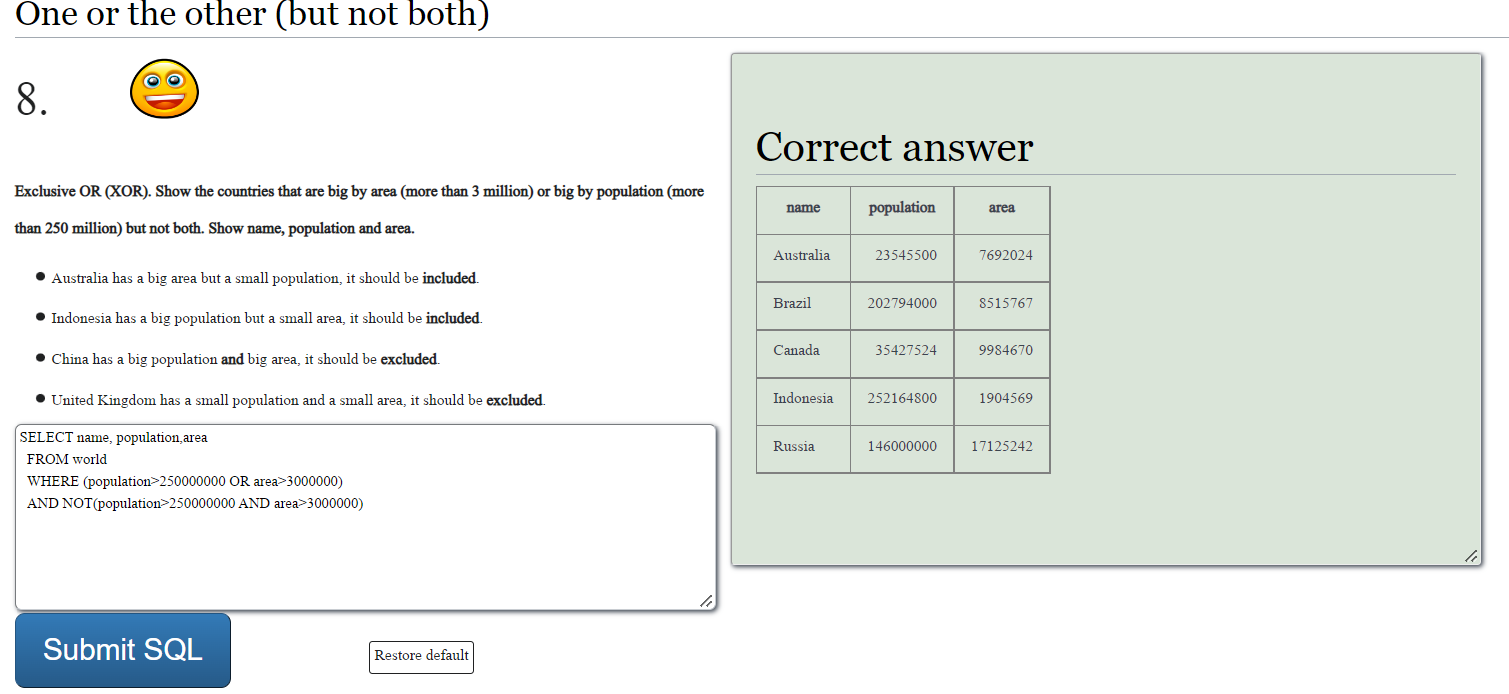 One or the other (but not both)
8.
Exclusive OR (XOR). Show the countries that are big by area (more than 3 million) or big by population (more
than 250 million) but not both. Show name, population and area.
Australia has a big area but a small population, it should be included.
Indonesia has a big population but a small area, it should be included.
China has a big population and big area, it should be excluded.
United Kingdom has a small population and a small area, it should be excluded.
SELECT name, population,area
FROM world
WHERE (population>250000000 OR area>3000000)
AND NOT(population>250000000 AND area>3000000)
Submit SQL
Restore default
Correct answer
name population area
Australia 23545500 7692024
Brazil 202794000 8515767
Canada 35427524 9984670
Indonesia 252164800 1904569
Russia 146000000 17125242